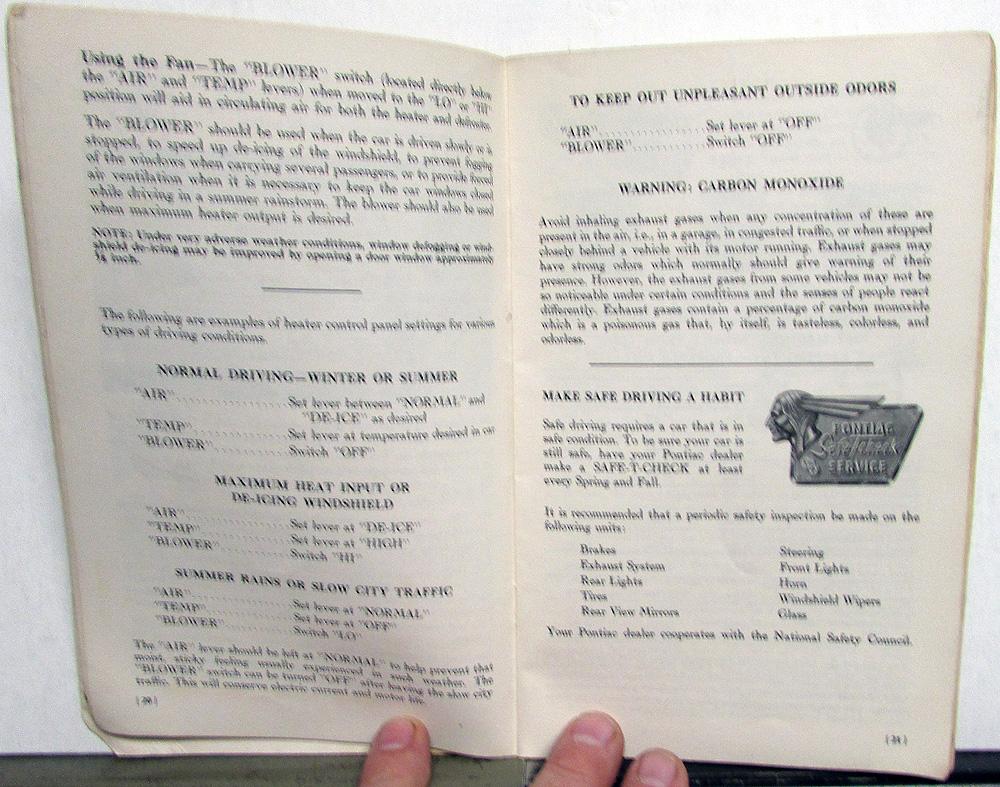 Using the Fan—The "BLOWER" switch (located directly below
the "AIR" and "TEMP" levers) when moved to the "LO" or "HI"
position will aid in circulating air for both the heater and defroster.
The "BLOWER" should be used when the car is driven slowly or is
stopped, to speed up de-icing of the windshield, to prevent fogging
of the windows when carrying several passengers, or to provide forced
air ventilation when it is necessary to keep the car windows closed
while driving in a summer rainstorm. The blower should also be used
when maximum heater output is desired.
NOTE: Under very adverse weather conditions, window defogging or wind-
shield de-icing may be improved by opening a door window approximately
¼ inch.
The following are examples of heater control panel settings for various
types of driving conditions.
NORMAL DRIVING—WINTER OR SUMMER
"AIR"....................Set lever between "NORMAL" and
"DE-ICE" as desired
"TEMP"....................Set lever at temperature desired in car
"BLOWER"....................Switch "OFF"
MAXIMUM HEAT INPUT OR
DE-ICING WINDSHIELD
"AIR"....................Set lever at "DE-ICE"
"TEMP"....................Set lever at "HIGH"
"BLOWER"....................Switch "HI"
SUMMER RAINS OR SLOW CITY TRAFFIC
"AIR"....................Set lever at "NORMAL"
"TEMP"....................Set lever at "OFF"
"BLOWER"....................Switch "LO"
The "AIR" lever should be left at "NORMAL" to help prevent that
moist, sticky feeling usually experienced in such weather. The
"BLOWER" switch can be turned "OFF" after leaving the slow city
traffic. This will conserve electric current and motor life.
TO KEEP OUT UNPLEASANT OUTSIDE ODORS
"AIR"....................Set lever at "OFF"
"BLOWER"....................Switch "OFF"
WARNING: CARBON MONOXIDE
Avoid inhaling exhaust gases when any concentration of these are
present in the air, i.e., in a garage, in congested traffic, or when stopped
closely behind a vehicle with its motor running. Exhaust gases may
have strong odors which normally should give warning of their
presence. However, the exhaust gases from some vehicles may not be
so noticeable under certain conditions and the senses of people react
differently. Exhaust gases contain a percentage of carbon monoxide
which is a poisonous gas that, by itself, is tasteless, colorless, and
odorless.
MAKE SAFE DRIVING A HABIT
Safe driving requires a car that is in
safe condition. To be sure your car is
still safe, have your Pontiac dealer
make a SAFE-T-CHECK at least
every Spring and Fall.
PONTIAC
Safe-T-Check
SERVICE
It is recommended that a periodic safety inspection be made on the
following units:
Brakes
Exhaust System
Rear Lights
Tires
Rear View Mirrors
Steering
Front Lights
Horn
Windshield Wipers
Glass
Your Pontiac dealer cooperates with the National Safety Council.